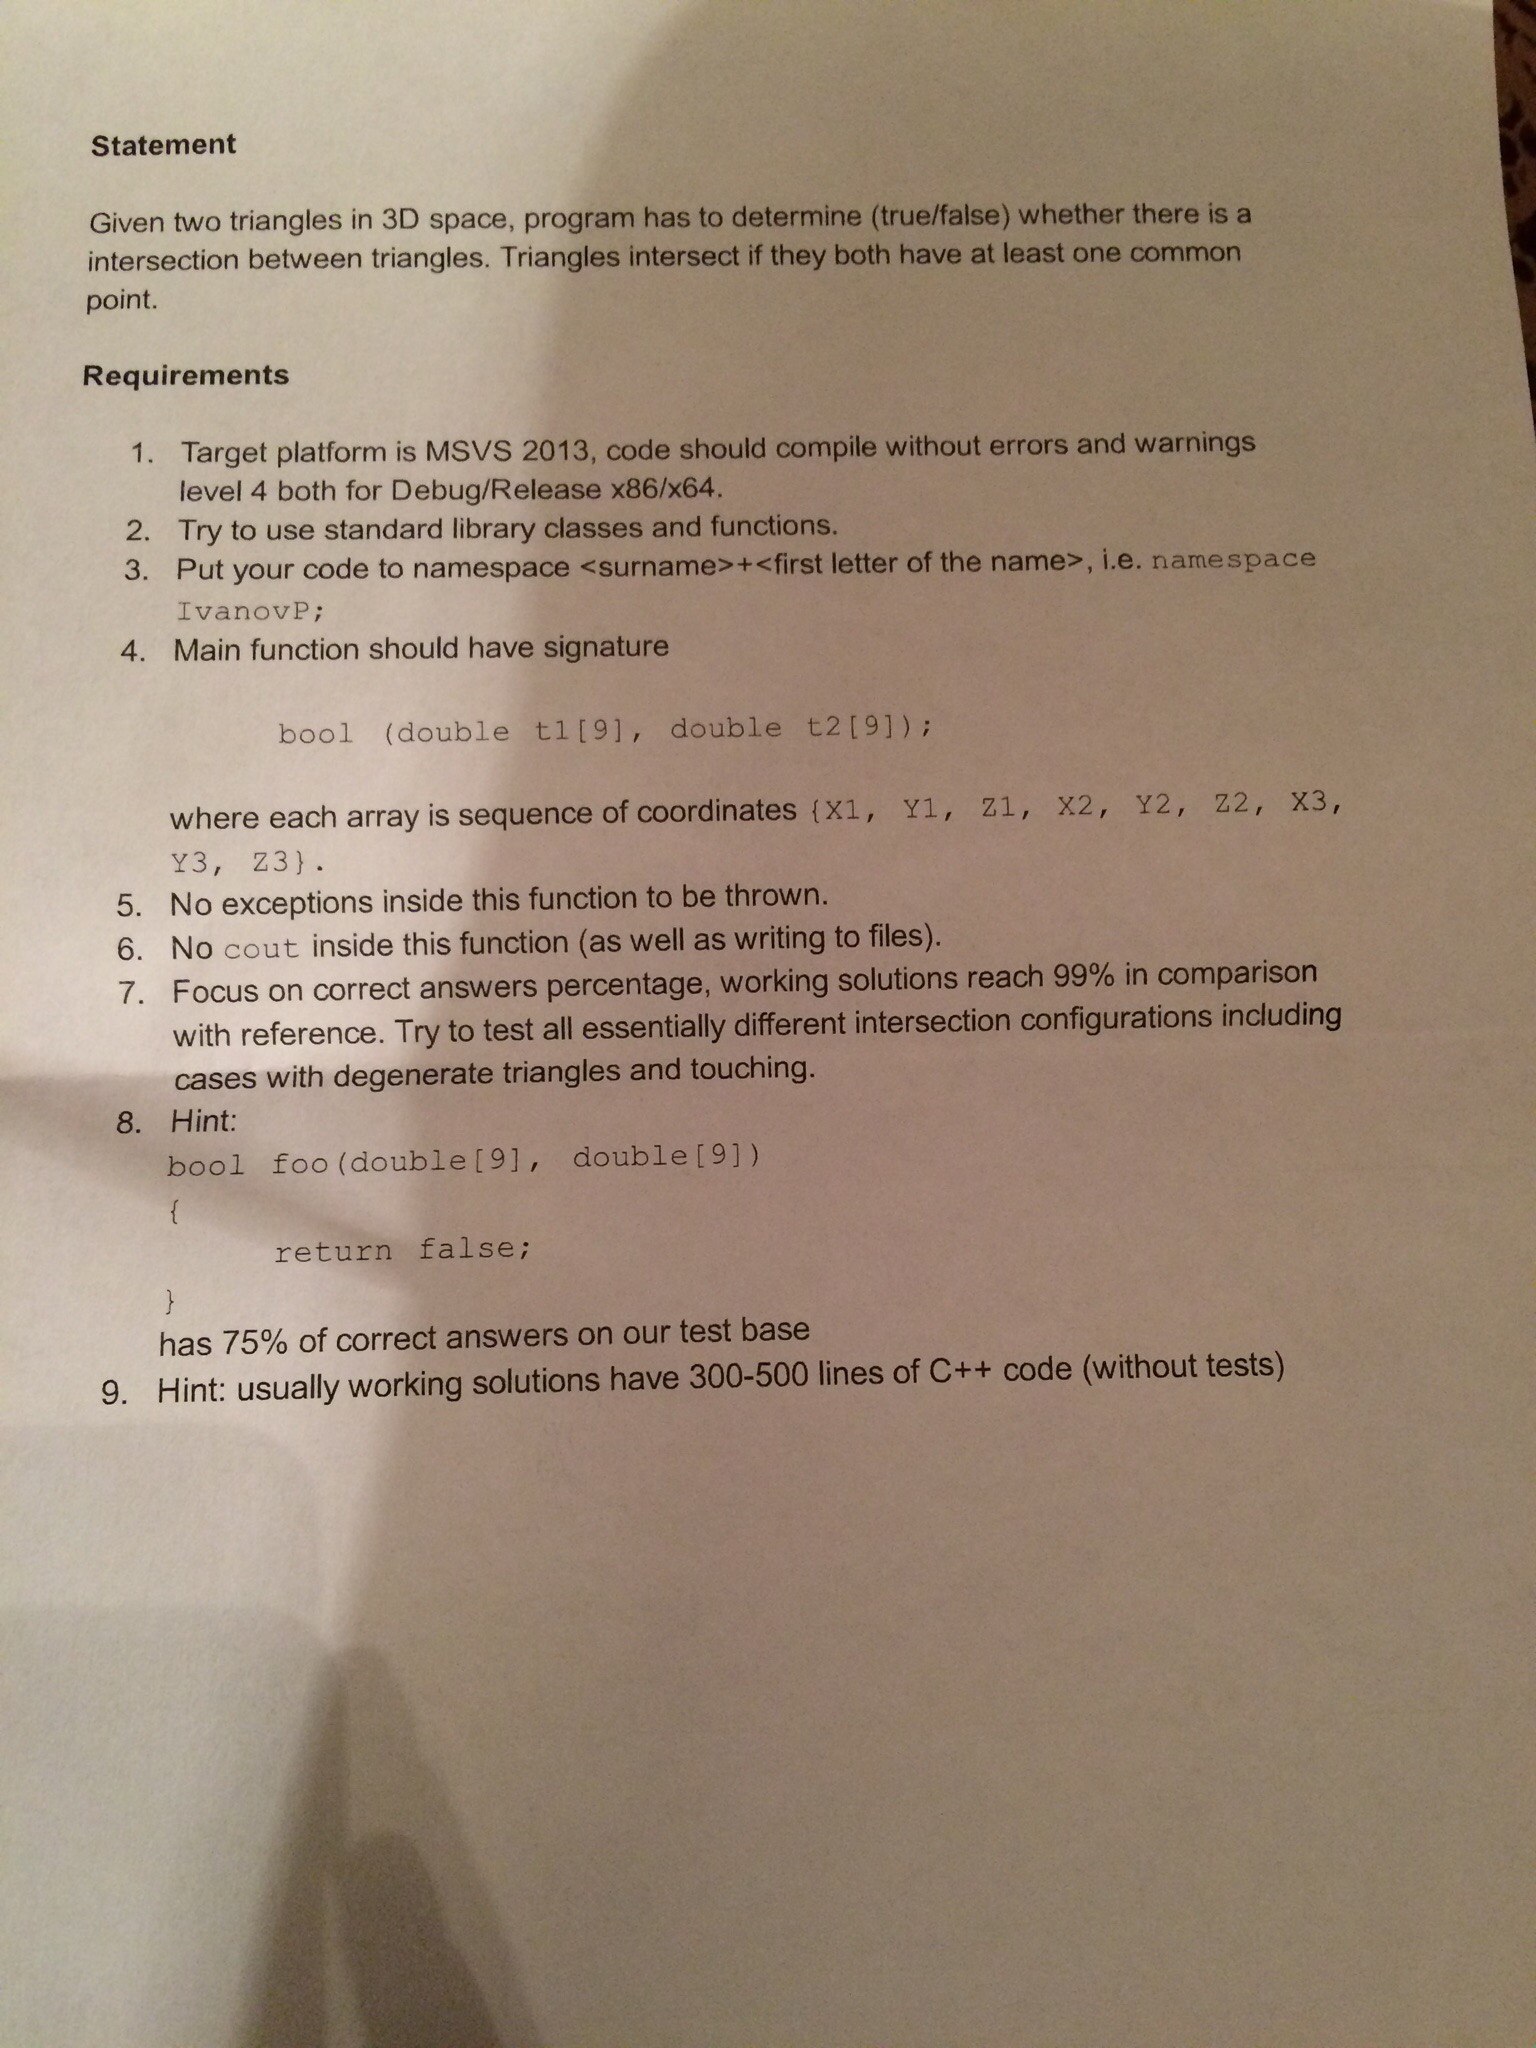 Statement
Given two triangles in 3D space, program has to determine (true/false) whether there is a
intersection between triangles. Triangles intersect if they both have at least one common
point.
Requirements
1. Target platform is MSVS 2013, code should compile without errors and warnings
level 4 both for Debug/Release x86/x64.
2. Try to use standard library classes and functions.
3. Put your code to namespace <surname>+<first letter of the name>, i.e. namespace
IvanovP;
4. Main function should have signature
bool (double t1[9], double t2[9]);
where each array is sequence of coordinates {X1, Y1, Z1, X2, Y2, Z2, X3,
Y3, Z3}.
5. No exceptions inside this function to be thrown.
6. No cout inside this function (as well as writing to files).
7. Focus on correct answers percentage, working solutions reach 99% in comparison
with reference. Try to test all essentially different intersection configurations including
cases with degenerate triangles and touching.
8. Hint:
bool foo(double[9], double[9])
{
return false;
}
has 75% of correct answers on our test base
9. Hint: usually working solutions have 300-500 lines of C++ code (without tests)